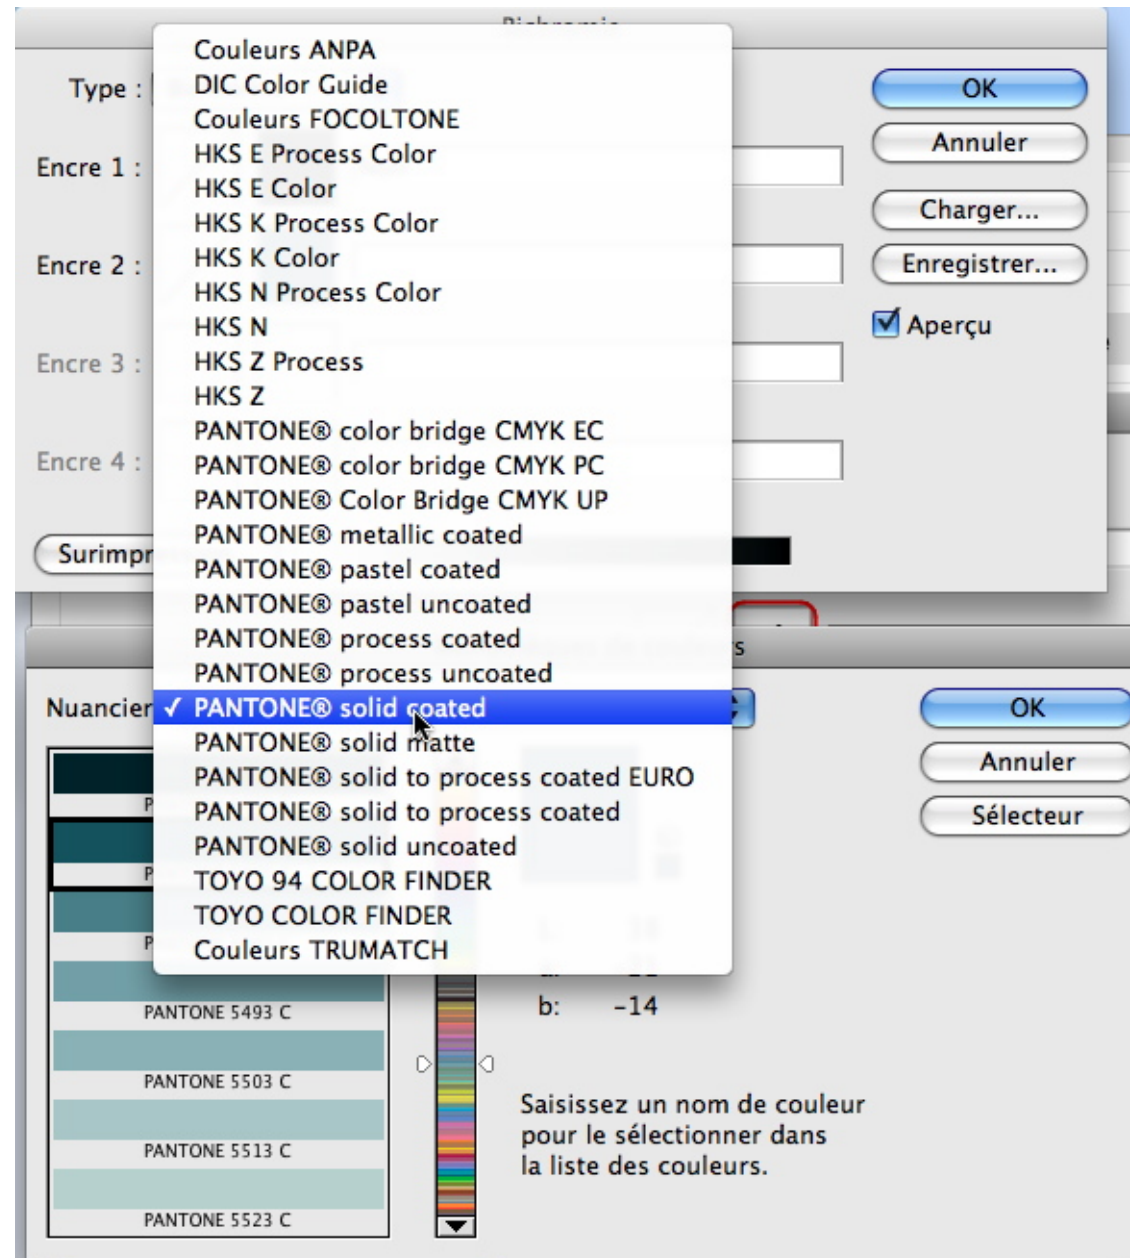 Bichromie
Type :
Encre 1 :
Encre 2 :
Encre 3 :
Encre 4 :
Surimpr
OK
Annuler
Charger...
Enregistrer...
Aperçu
Couleurs ANPA
DIC Color Guide
Couleurs FOCOLTONE
HKS E Process Color
HKS E Color
HKS K Process Color
HKS K Color
HKS N Process Color
HKS N
HKS Z Process
HKS Z
PANTONE® color bridge CMYK EC
PANTONE® color bridge CMYK PC
PANTONE® Color Bridge CMYK UP
PANTONE® metallic coated
PANTONE® pastel coated
PANTONE® pastel uncoated
PANTONE® process coated
PANTONE® process uncoated
PANTONE® solid coated
PANTONE® solid matte
PANTONE® solid to process coated EURO
PANTONE® solid to process coated
PANTONE® solid uncoated
TOYO 94 COLOR FINDER
TOYO COLOR FINDER
Couleurs TRUMATCH
Nuancier
OK
Annuler
Sélecteur
PANTONE 5493 C
PANTONE 5503 C
PANTONE 5513 C
PANTONE 5523 C
b: -14
Saisissez un nom de couleur
pour le sélectionner dans
la liste des couleurs.